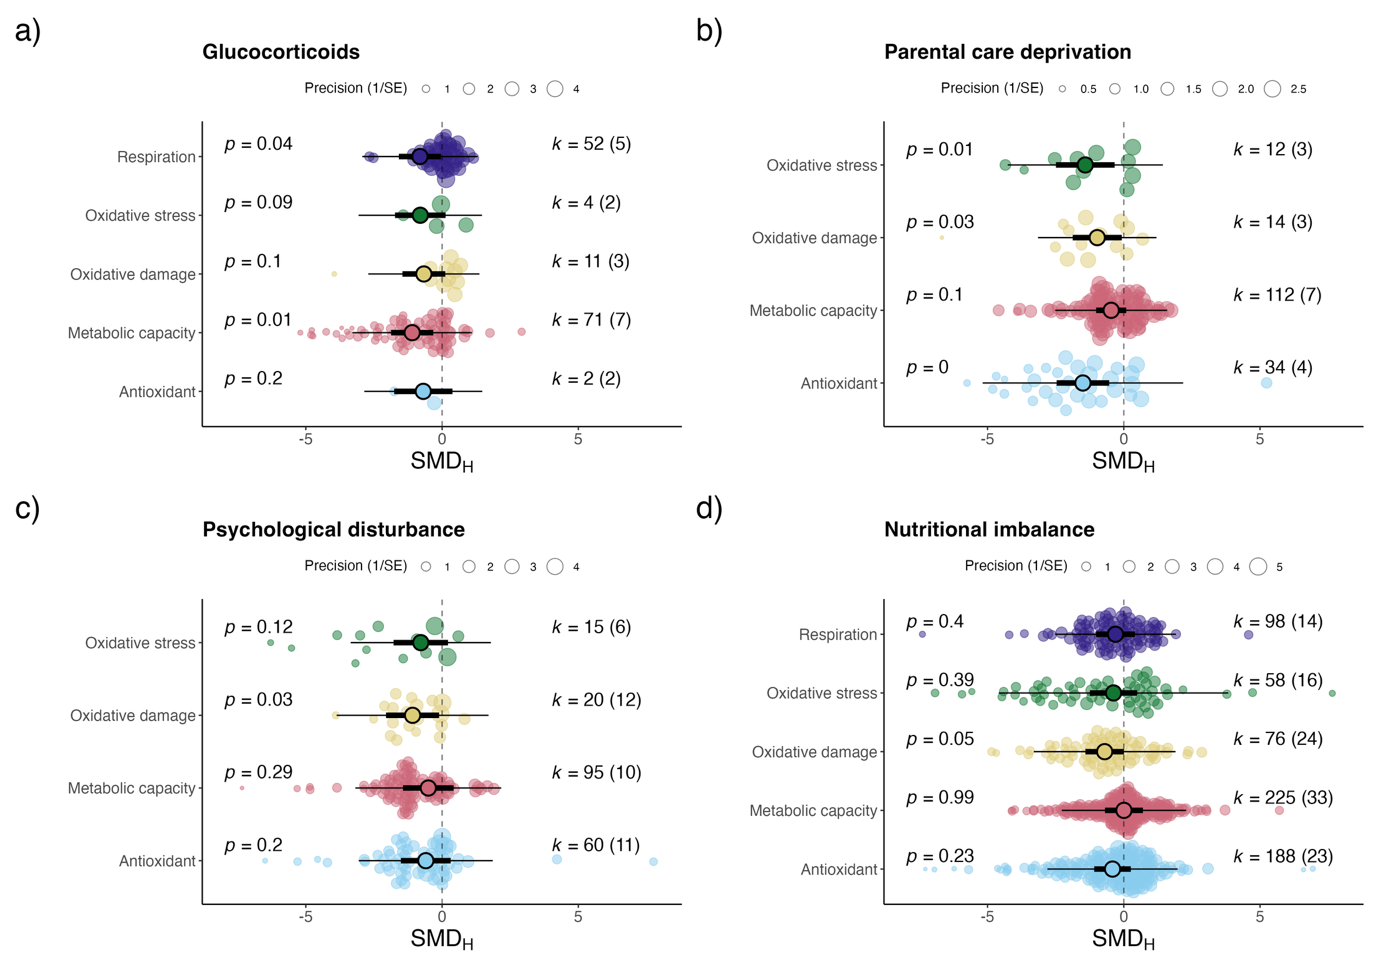 a)
Glucocorticoids
Precision (1/SE) 1 2 3 4
Respiration p = 0.04 k = 52 (5)
Oxidative stress p = 0.09 k = 4 (2)
Oxidative damage p = 0.1 k = 11 (3)
Metabolic capacity p = 0.01 k = 71 (7)
Antioxidant p = 0.2 k = 2 (2)
-5 0 5
SMDH
b)
Parental care deprivation
Precision (1/SE) 0.5 1.0 1.5 2.0 2.5
Oxidative stress p = 0.01 k = 12 (3)
Oxidative damage p = 0.03 k = 14 (3)
Metabolic capacity p = 0.1 k = 112 (7)
Antioxidant p = 0 k = 34 (4)
-5 0 5
SMDH
c)
Psychological disturbance
Precision (1/SE) 1 2 3 4
Oxidative stress p = 0.12 k = 15 (6)
Oxidative damage p = 0.03 k = 20 (12)
Metabolic capacity p = 0.29 k = 95 (10)
Antioxidant p = 0.2 k = 60 (11)
-5 0 5
SMDH
d)
Nutritional imbalance
Precision (1/SE) 1 2 3 4 5
Respiration p = 0.4 k = 98 (14)
Oxidative stress p = 0.39 k = 58 (16)
Oxidative damage p = 0.05 k = 76 (24)
Metabolic capacity p = 0.99 k = 225 (33)
Antioxidant p = 0.23 k = 188 (23)
-5 0 5
SMDH